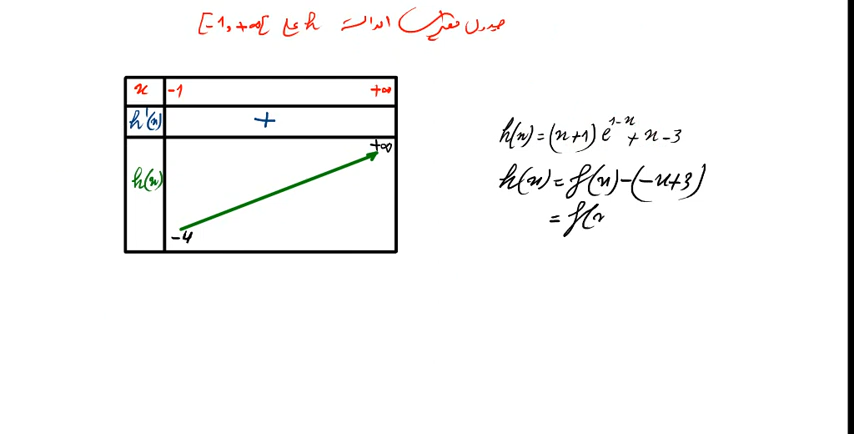 جدول تغيرات الدالة h على [-1, +∞[
x -1 +∞
h'(x) +
h(x) -4 +∞
h(x) = (x+1) e^{1-x} + x - 3
h(x) = f(x) - (-x+3)
= f(x